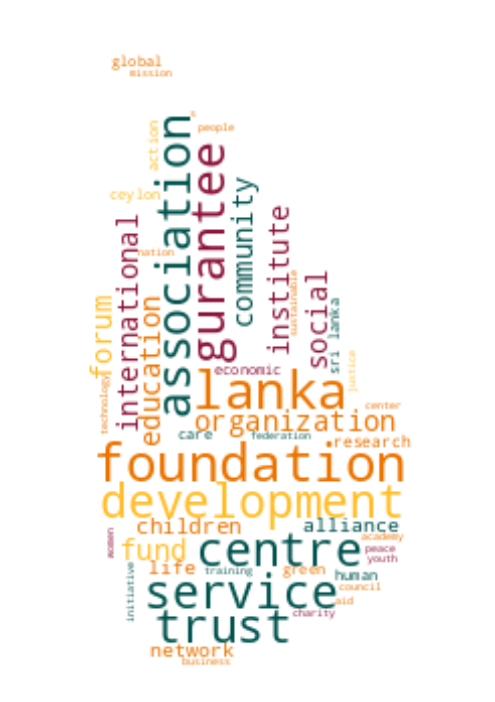 global
mission
people
action
association
gurantee
community
ceylon
institute
international
nation
sustainable
social
forum
education
sri lanka
economic
justice
technology
lanka
center
organization
care
federation
research
foundation
development
children
alliance
women
academy
fund
centre
peace
youth
life
training
green
human
initiative
service
council
aid
trust
charity
network
business